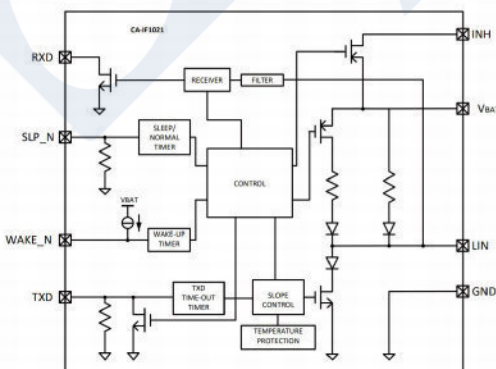 CA-IF1021
INH
RXD
RECEIVER
FILTER
SLP_N
SLEEP/
NORMAL
TIMER
CONTROL
VBAT
WAKE_N
WAKE-UP
TIMER
LIN
TXD
TXD
TIME-OUT
TIMER
SLOPE
CONTROL
GND
TEMPERATURE
PROTECTION